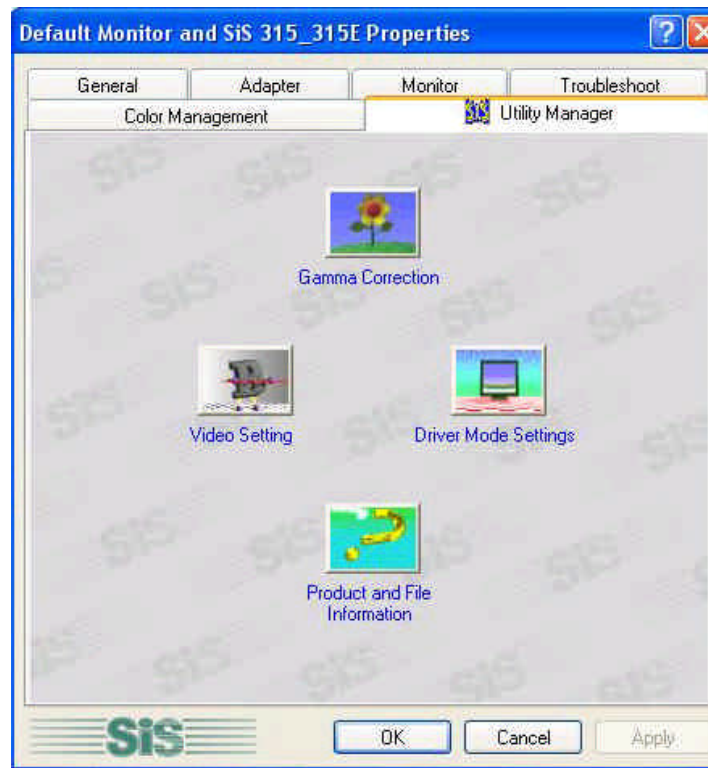 Default Monitor and SiS 315_315E Properties
General Adapter Monitor Troubleshoot
Color Management SiS Utility Manager
Gamma Correction
Video Setting Driver Mode Settings
Product and File
Information
SiS OK Cancel Apply